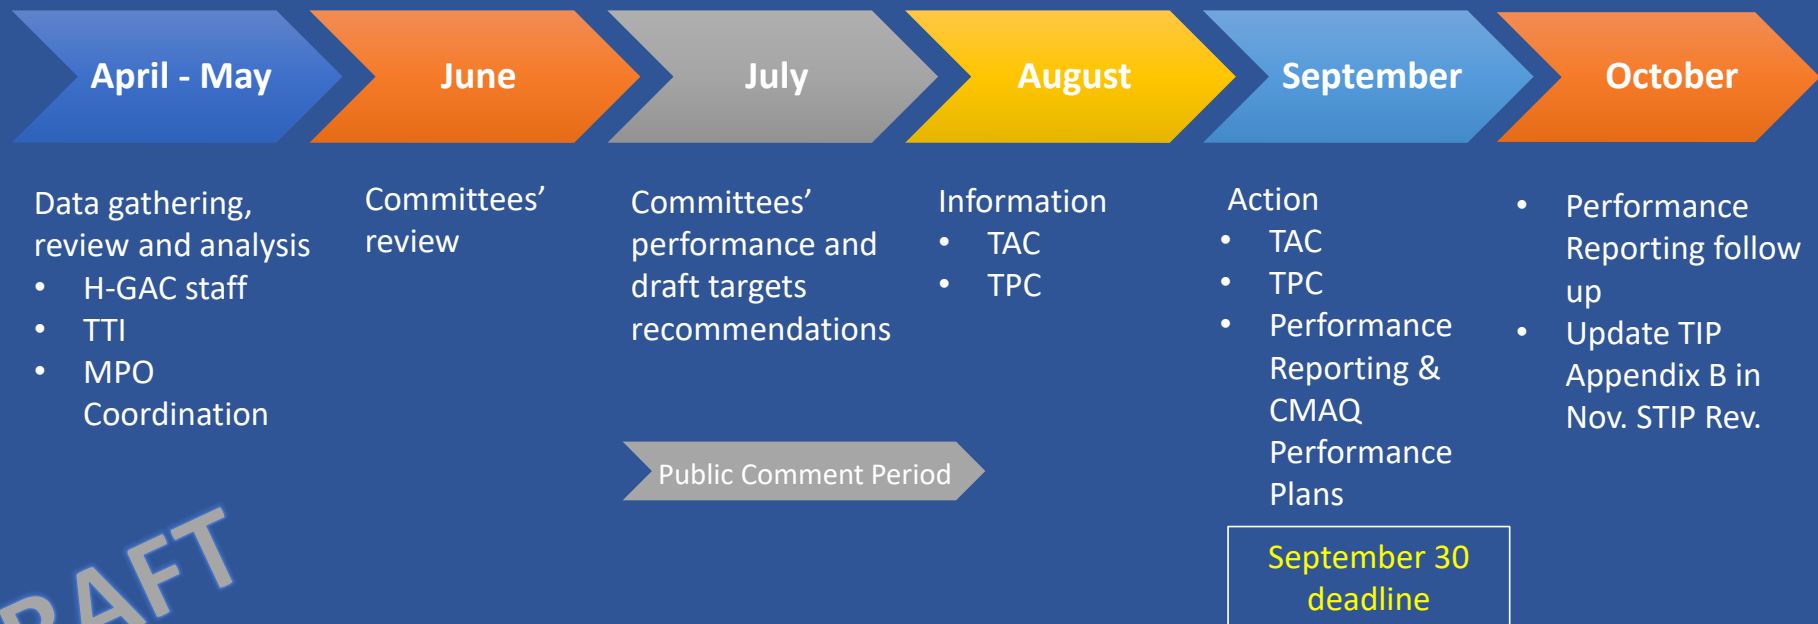 April - May
June
July
August
September
October
Data gathering,
review and analysis
• H-GAC staff
• TTI
• MPO
Coordination
Committees’
review
Committees’
performance and
draft targets
recommendations
Public Comment Period
Information
• TAC
• TPC
Action
• TAC
• TPC
• Performance
Reporting &
CMAQ
Performance
Plans
September 30
deadline
• Performance
Reporting follow
up
• Update TIP
Appendix B in
Nov. STIP Rev.
RAFT